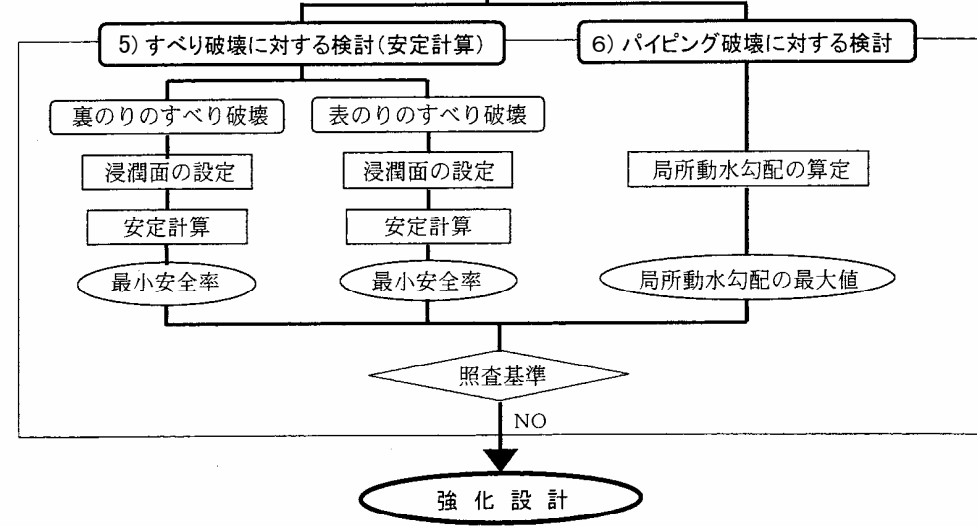 5) すべり破壊に対する検討(安定計算)
6) パイピング破壊に対する検討
裏のりのすべり破壊
表のりのすべり破壊
浸潤面の設定
浸潤面の設定
局所動水勾配の算定
安定計算
安定計算
最小安全率
最小安全率
局所動水勾配の最大値
照査基準
NO
強化設計